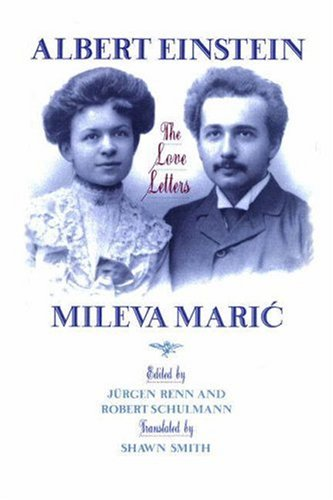 ALBERT EINSTEIN
The
Love
Letters
MILEVA MARIĆ
Edited by
JÜRGEN RENN AND
ROBERT SCHULMANN
Translated by
SHAWN SMITH